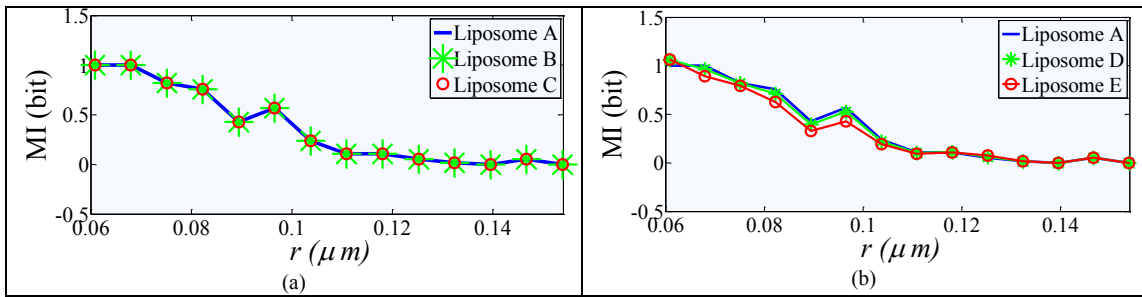 1.5
1
0.5
0
-0.5
MI (bit)
0.06
0.08
0.1
0.12
0.14
r (μ m)
Liposome A
Liposome B
Liposome C
(a)
1.5
1
0.5
0
-0.5
MI (bit)
0.06
0.08
0.1
0.12
0.14
r (μ m)
Liposome A
Liposome D
Liposome E
(b)